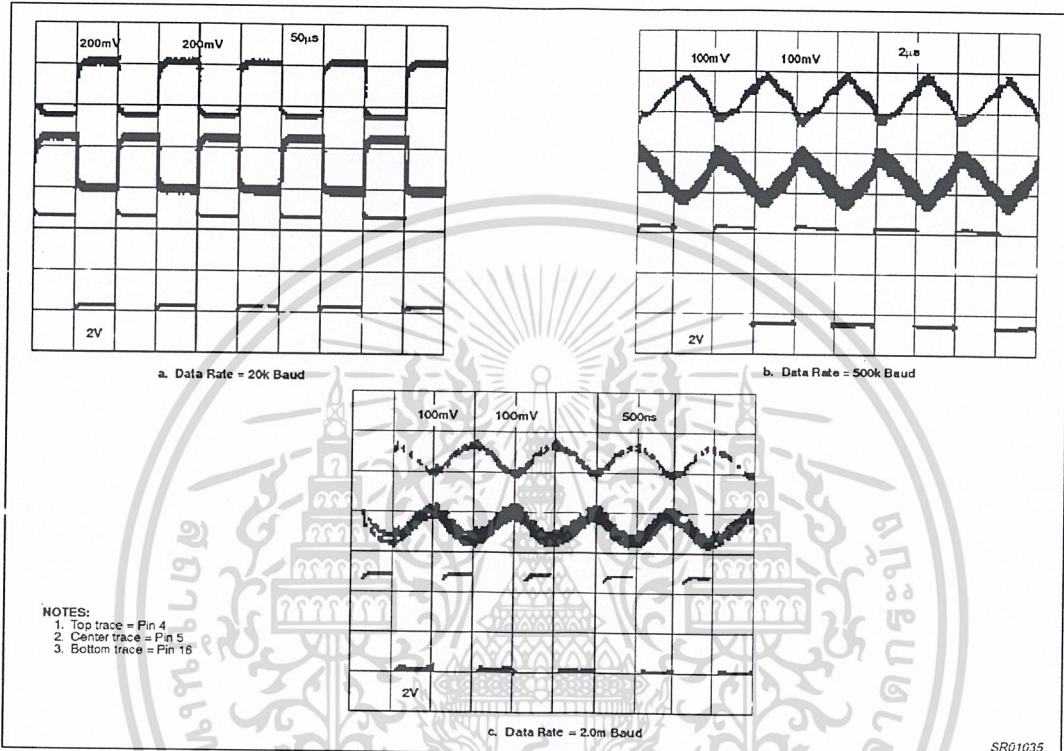 200mV 200mV 50µs
2V
a. Data Rate = 20k Baud
100mV 100mV 2µs
2V
b. Data Rate = 500k Baud
100mV 100mV 500ns
2V
c. Data Rate = 2.0m Baud
NOTES:
1. Top trace = Pin 4
2. Center trace = Pin 5
3. Bottom trace = Pin 16
SR01035